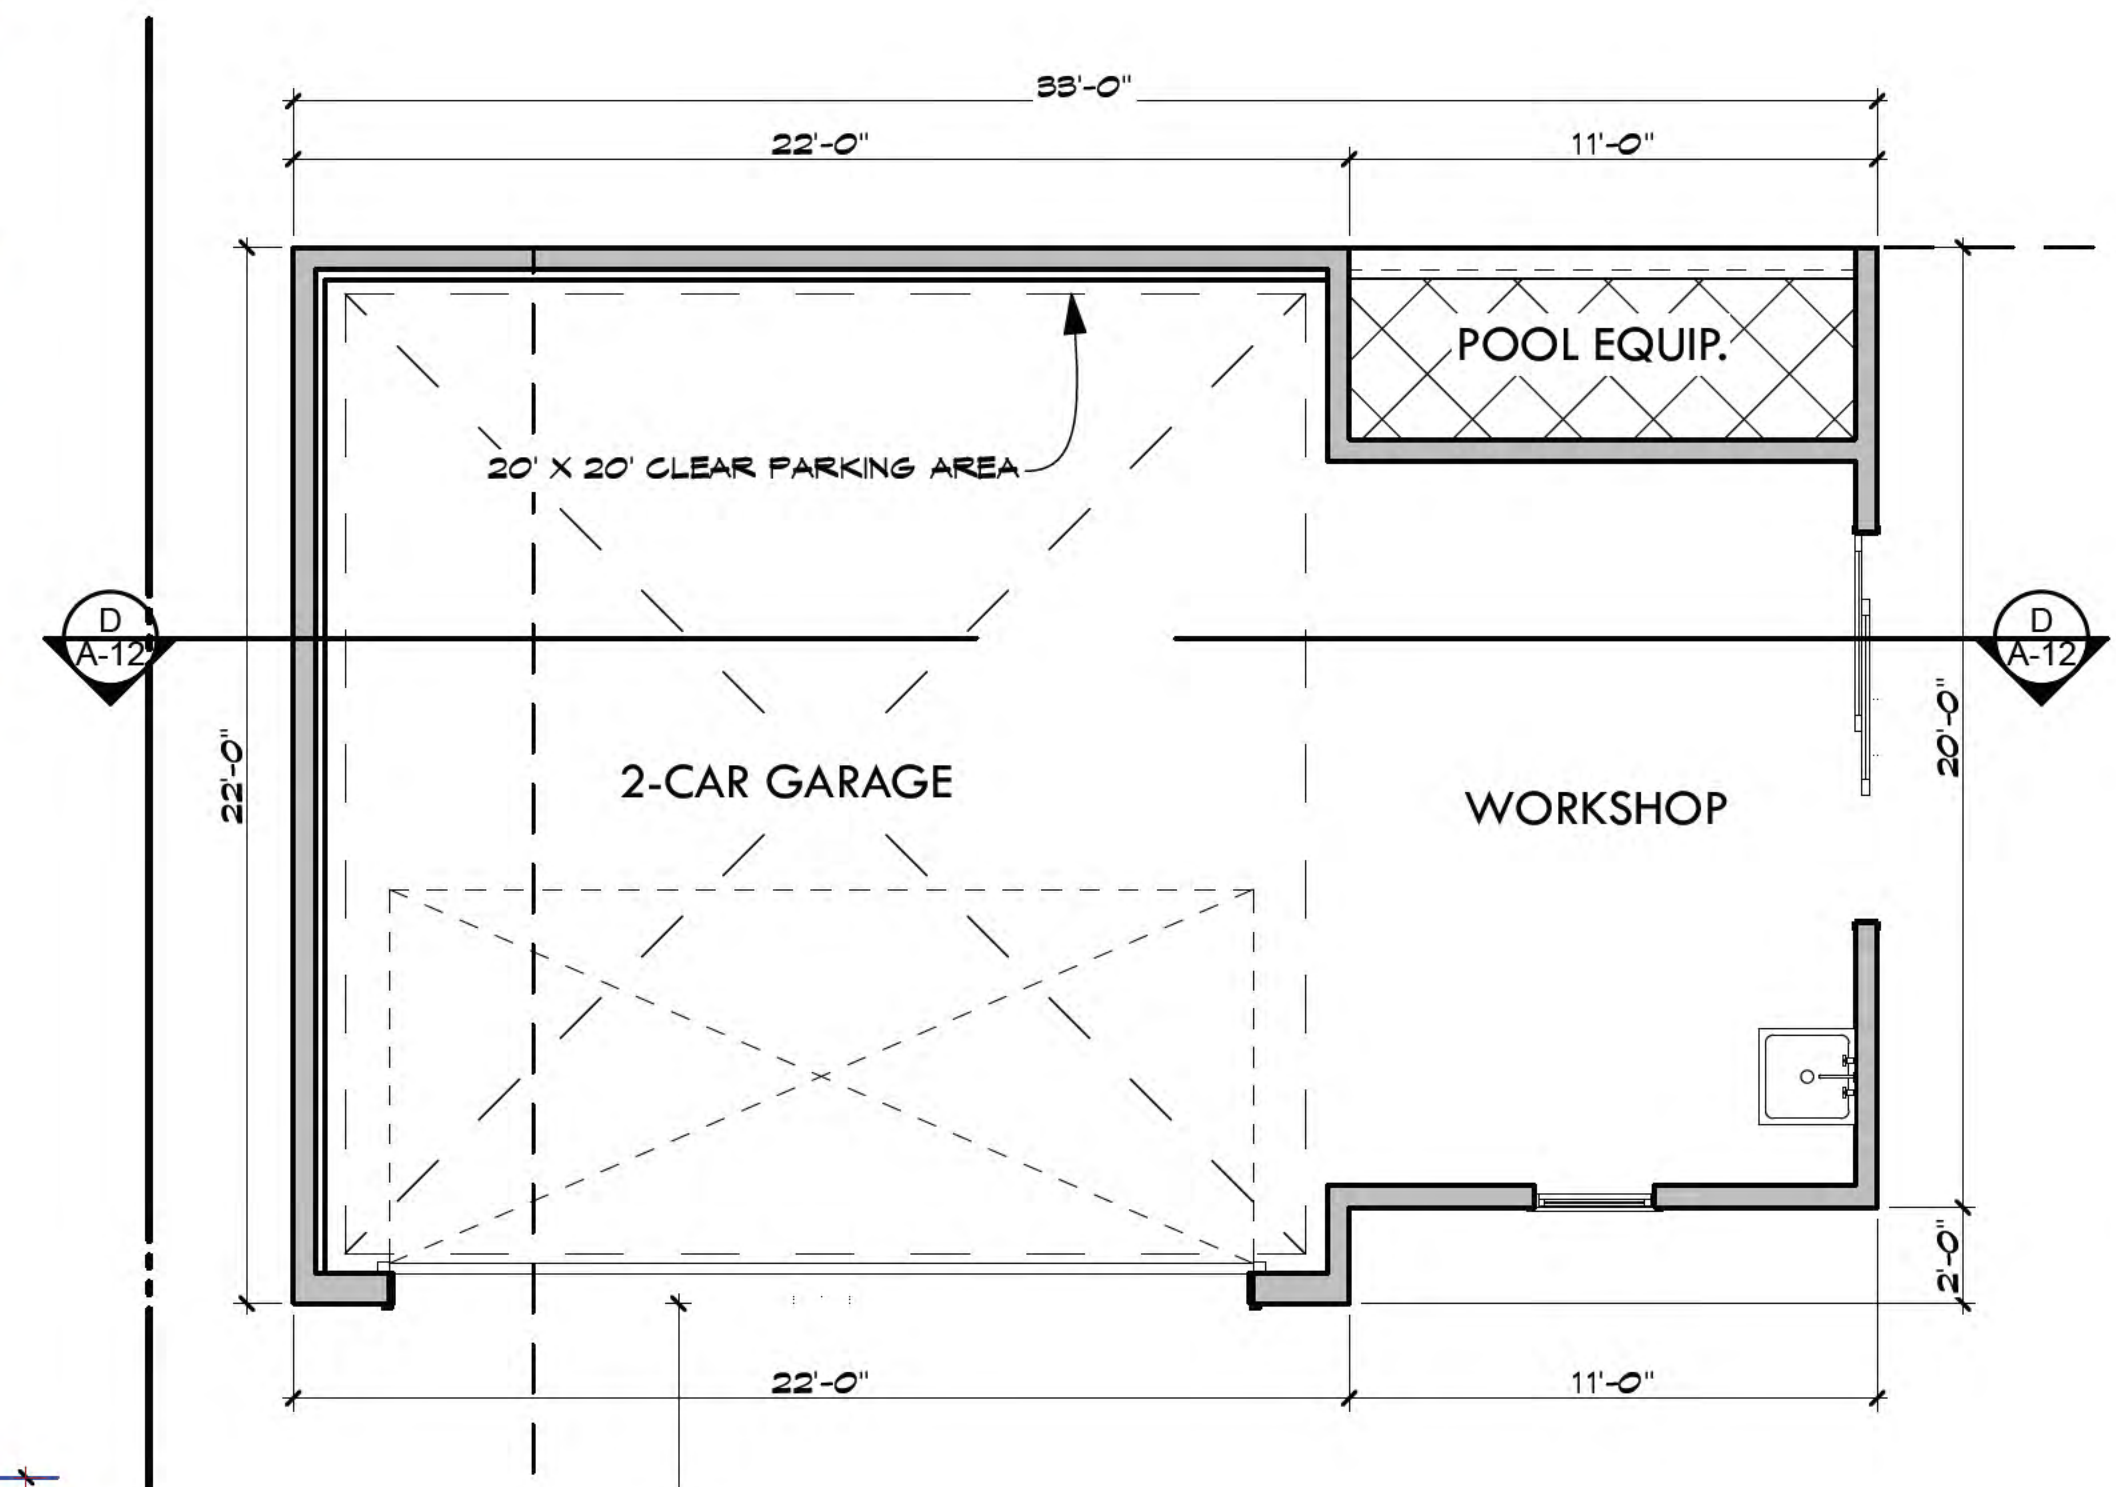 33'-0"
22'-0"
11'-0"
POOL EQUIP.
20' X 20' CLEAR PARKING AREA
D
A-12
D
A-12
22'-0"
20'-0"
2-CAR GARAGE
WORKSHOP
2'-0"
22'-0"
11'-0"